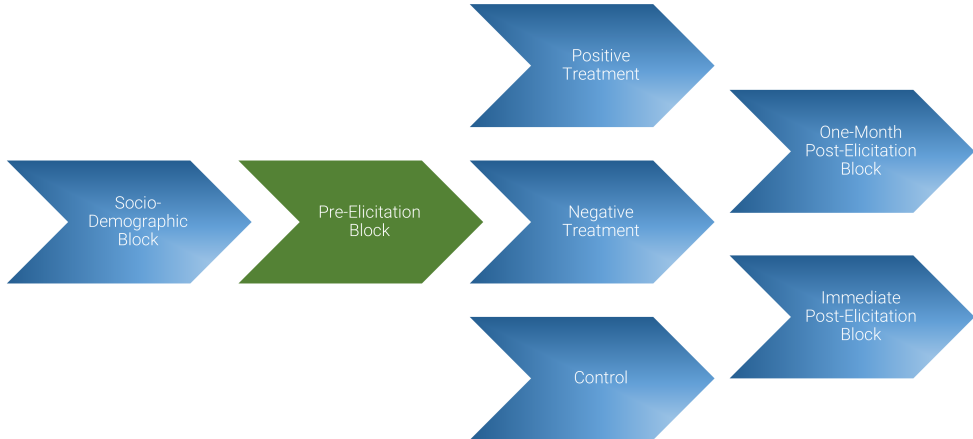 Socio-
Demographic
Block
Pre-Elicitation
Block
Positive
Treatment
Negative
Treatment
Control
One-Month
Post-Elicitation
Block
Immediate
Post-Elicitation
Block